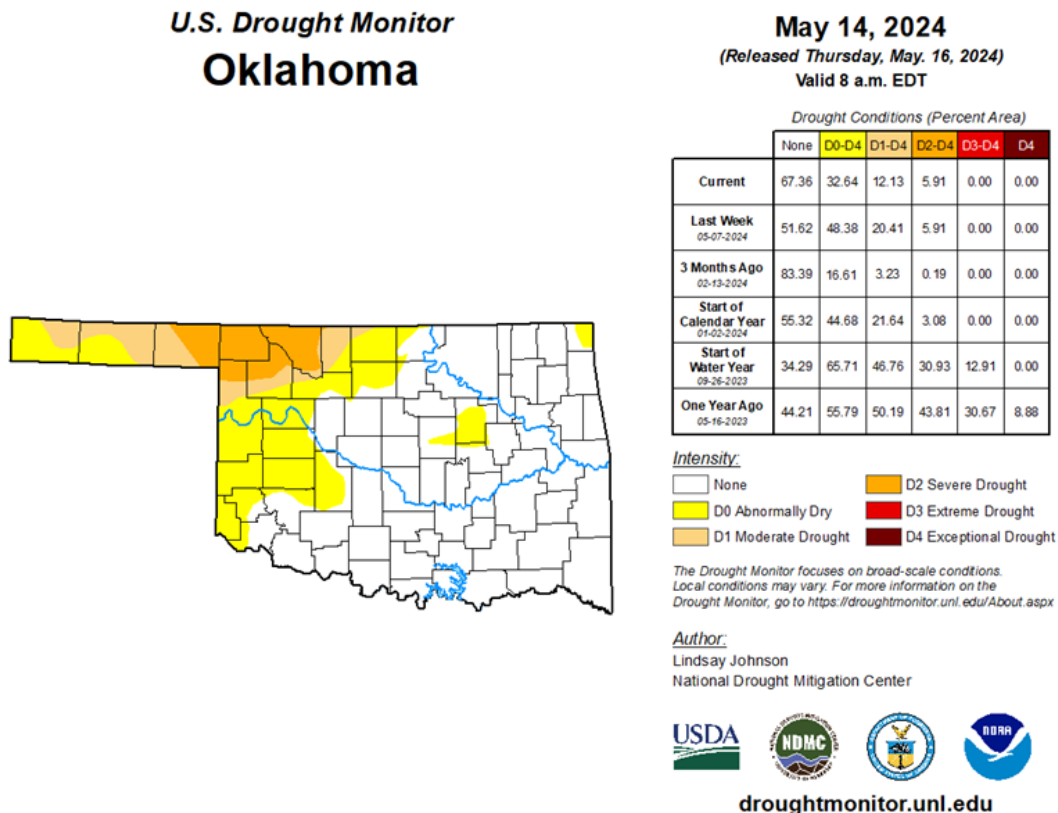 U.S. Drought Monitor
Oklahoma
May 14, 2024
(Released Thursday, May. 16, 2024)
Valid 8 a.m. EDT
Drought Conditions (Percent Area)
None D0-D4 D1-D4 D2-D4 D3-D4 D4
Current 67.36 32.64 12.13 5.91 0.00 0.00
Last Week
05-07-2024 51.62 48.38 20.41 5.91 0.00 0.00
3 Months Ago
02-13-2024 83.39 16.61 3.23 0.19 0.00 0.00
Start of
Calendar Year
01-02-2024 55.32 44.68 21.64 3.08 0.00 0.00
Start of
Water Year
09-26-2023 34.29 65.71 46.76 30.93 12.91 0.00
One Year Ago
05-16-2023 44.21 55.79 50.19 43.81 30.67 8.88
Intensity:
None
D0 Abnormally Dry
D1 Moderate Drought
D2 Severe Drought
D3 Extreme Drought
D4 Exceptional Drought
The Drought Monitor focuses on broad-scale conditions.
Local conditions may vary. For more information on the
Drought Monitor, go to https://droughtmonitor.unl.edu/About.aspx
Author:
Lindsay Johnson
National Drought Mitigation Center
USDA
NDMC
NOAA
droughtmonitor.unl.edu